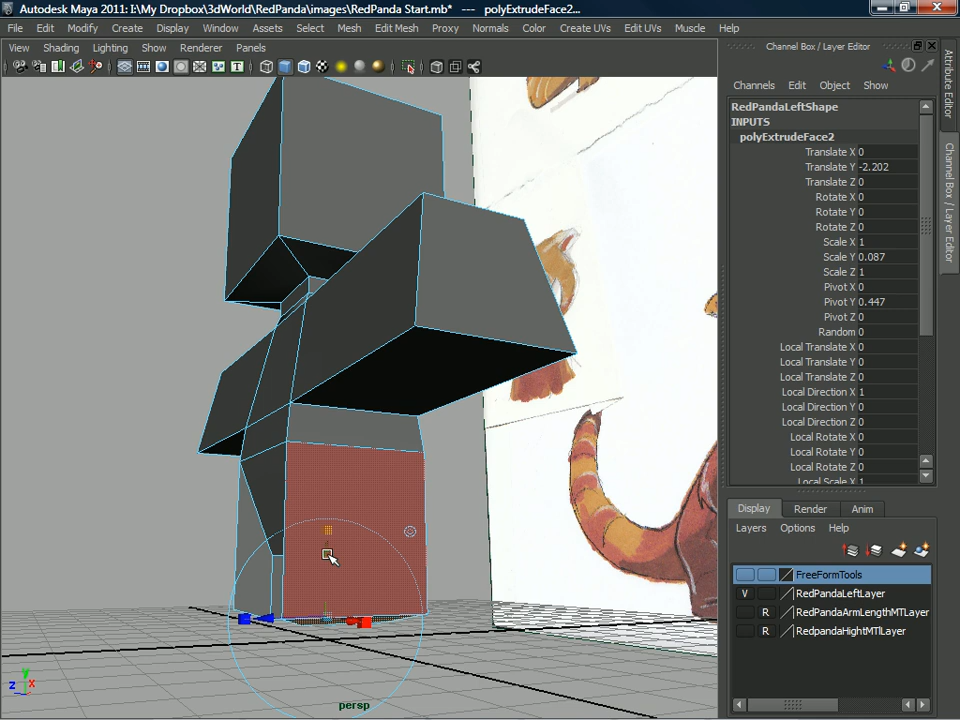 Autodesk Maya 2011: I:\My Dropbox\3dWorld\RedPanda\images\RedPanda Start.mb* --- polyExtrudeFace2...
File Edit Modify Create Display Window Assets Select Mesh Edit Mesh Proxy Normals Color Create UVs Edit UVs Muscle Help
View Shading Lighting Show Renderer Panels
Channel Box / Layer Editor
Channels Edit Object Show
RedPandaLeftShape
INPUTS
polyExtrudeFace2
Translate X 0
Translate Y -2.202
Translate Z 0
Rotate X 0
Rotate Y 0
Rotate Z 0
Scale X 1
Scale Y 0.087
Scale Z 1
Pivot X 0
Pivot Y 0.447
Pivot Z 0
Random 0
Local Translate X 0
Local Translate Y 0
Local Translate Z 0
Local Direction X 1
Local Direction Y 0
Local Direction Z 0
Local Rotate X 0
Local Rotate Y 0
Local Rotate Z 0
Local Scale X 1
Attribute Editor
Channel Box / Layer Editor
Display Render Anim
Layers Options Help
FreeFormTools
V RedPandaLeftLayer
R RedPandaArmLengthMTlLayer
R RedpandaHightMTlLayer
y
z x
persp